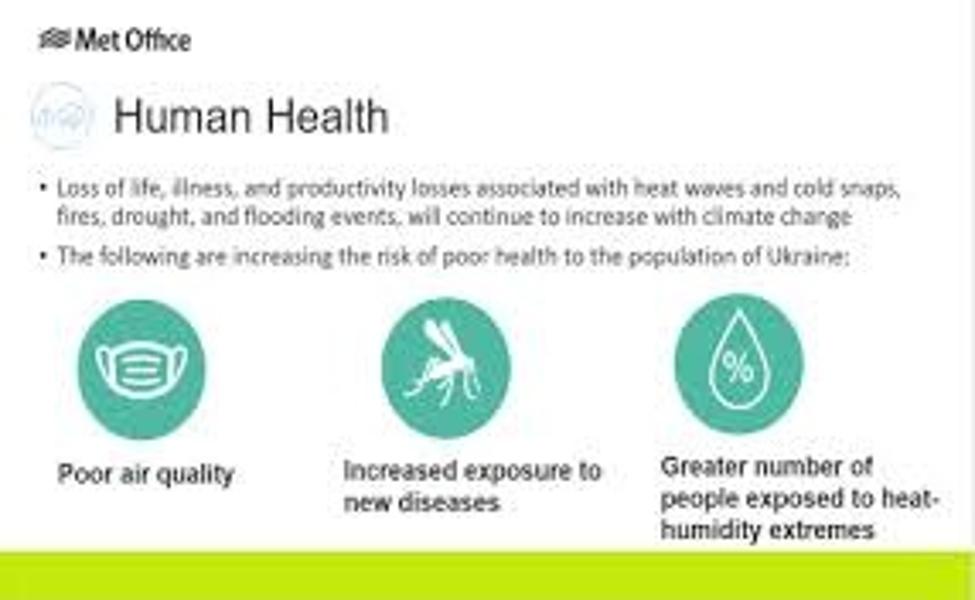 Met Office
Human Health
• Loss of life, illness, and productivity losses associated with heat waves and cold snaps,
fires, drought, and flooding events, will continue to increase with climate change
• The following are increasing the risk of poor health to the population of Ukraine:
%
Poor air quality
Increased exposure to
new diseases
Greater number of
people exposed to heat-
humidity extremes